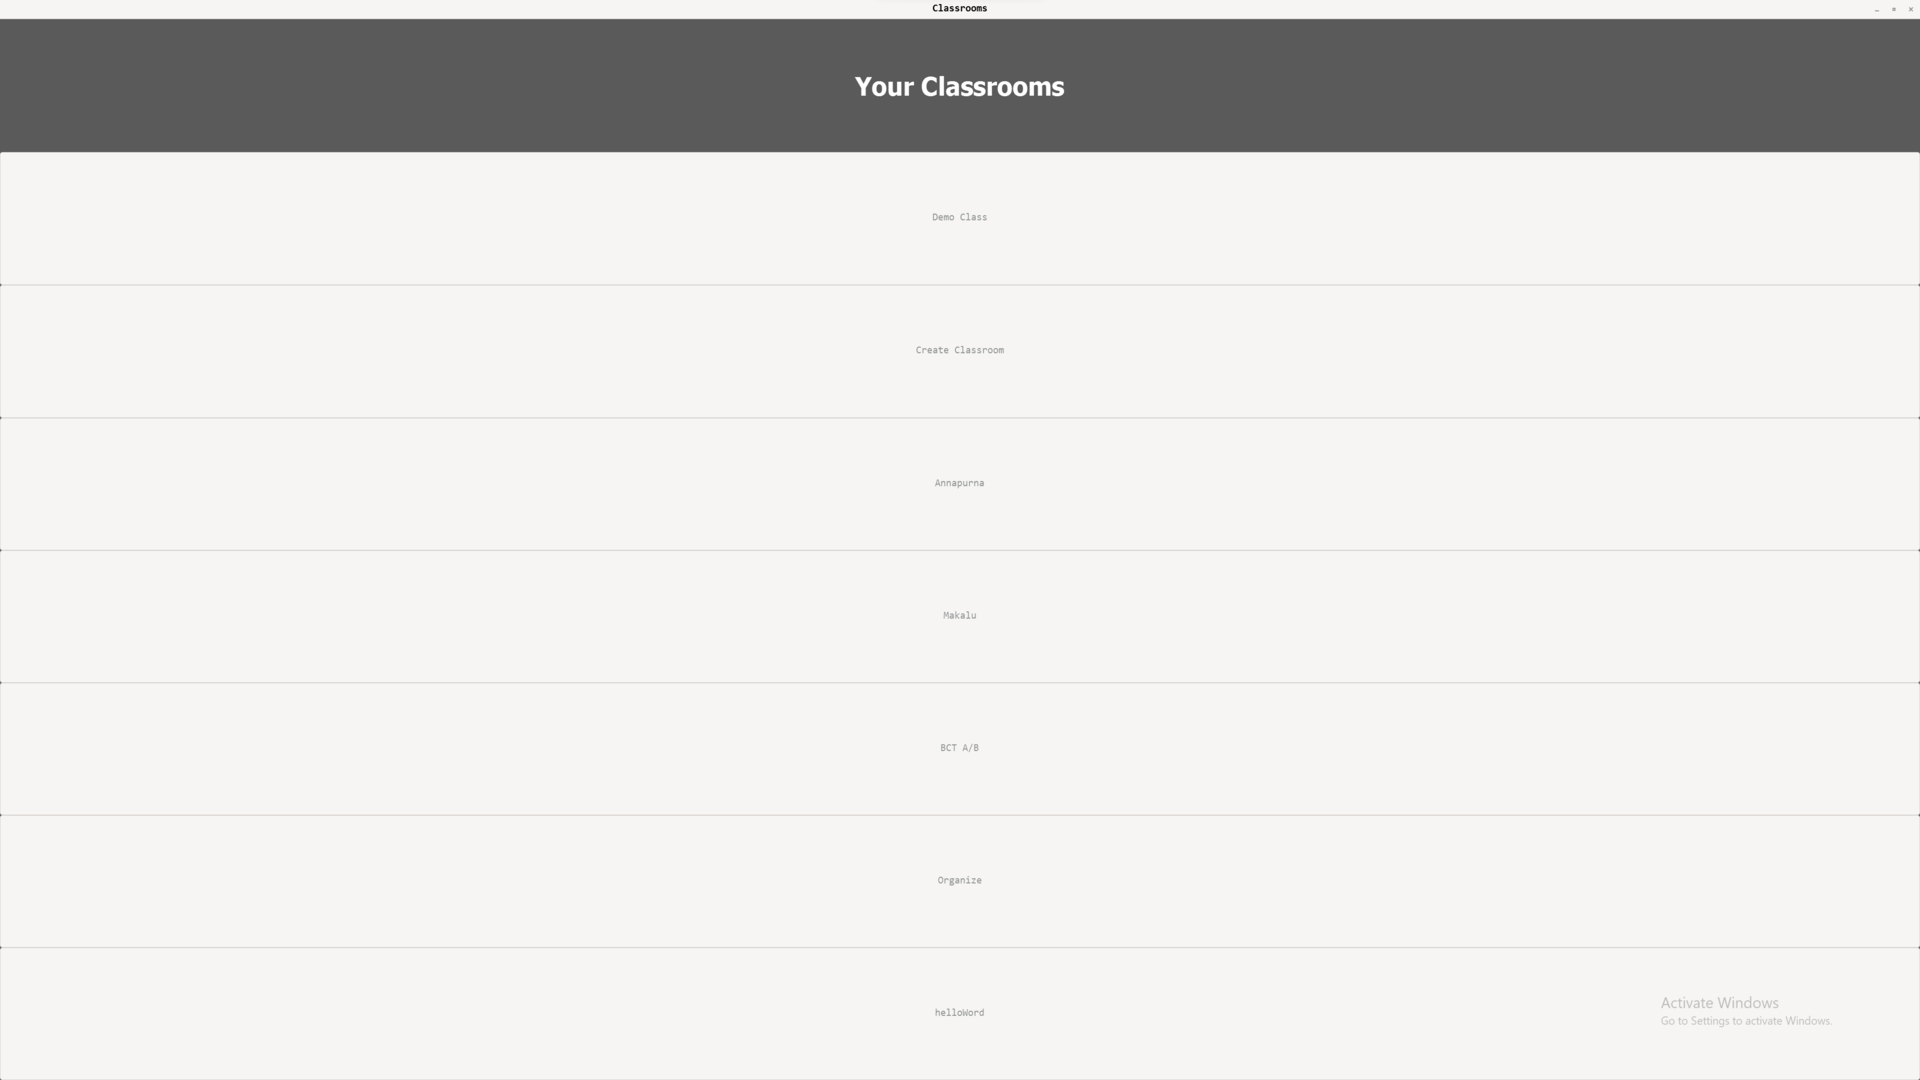 Classrooms
Your Classrooms
Demo Class
Create Classroom
Annapurna
Makalu
BCT A/B
Organize
helloWord
Activate Windows
Go to Settings to activate Windows.